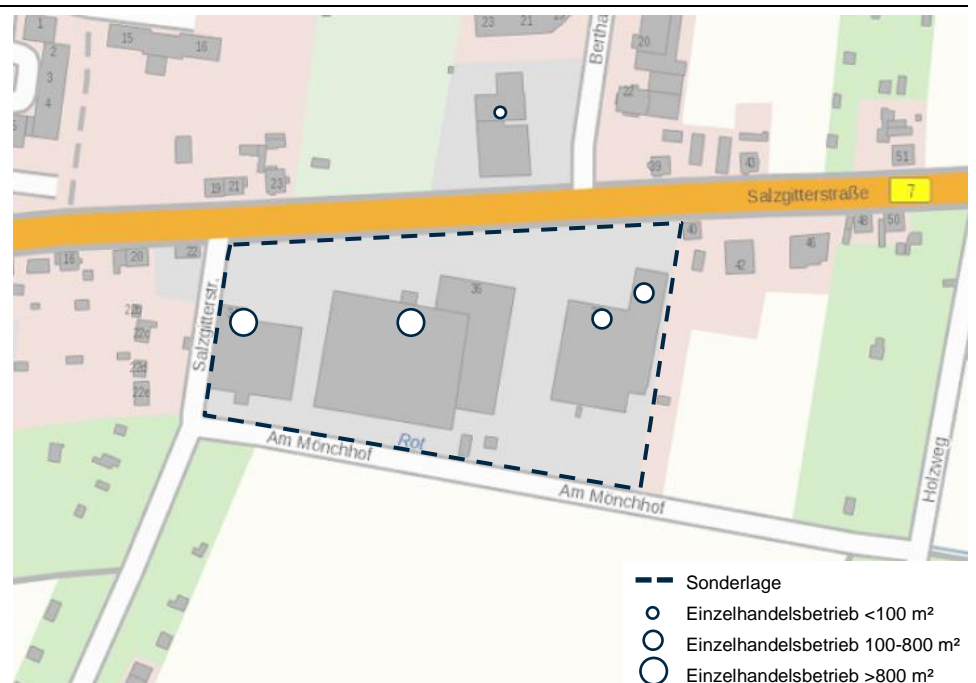 1
2
3
4
15
16
23
21
Bertha
20
22
19 21
23
39
43
51
Salzgitterstraße
7
16
20
22
40
42
46
48
50
36
22b
22c
22d
22e
Salzgitterstr.
Rot
Am Mönchhof
Am Mönchhof
Holzweg
Sonderlage
Einzelhandelsbetrieb <100 m²
Einzelhandelsbetrieb 100-800 m²
Einzelhandelsbetrieb >800 m²